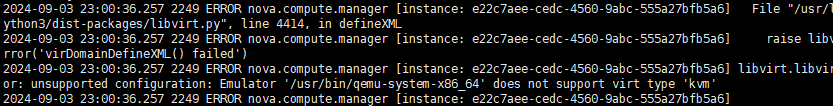 2024-09-03 23:00:36.257 2249 ERROR nova.compute.manager [instance: e22c7aee-cedc-4560-9abc-555a27bfb5a6]   File "/usr/l
ython3/dist-packages/libvirt.py", line 4414, in defineXML
2024-09-03 23:00:36.257 2249 ERROR nova.compute.manager [instance: e22c7aee-cedc-4560-9abc-555a27bfb5a6]     raise libv
rror('virDomainDefineXML() failed')
2024-09-03 23:00:36.257 2249 ERROR nova.compute.manager [instance: e22c7aee-cedc-4560-9abc-555a27bfb5a6] libvirt.libvir
or: unsupported configuration: Emulator '/usr/bin/qemu-system-x86_64' does not support virt type 'kvm'
2024-09-03 23:00:36.257 2249 ERROR nova.compute.manager [instance: e22c7aee-cedc-4560-9abc-555a27bfb5a6]